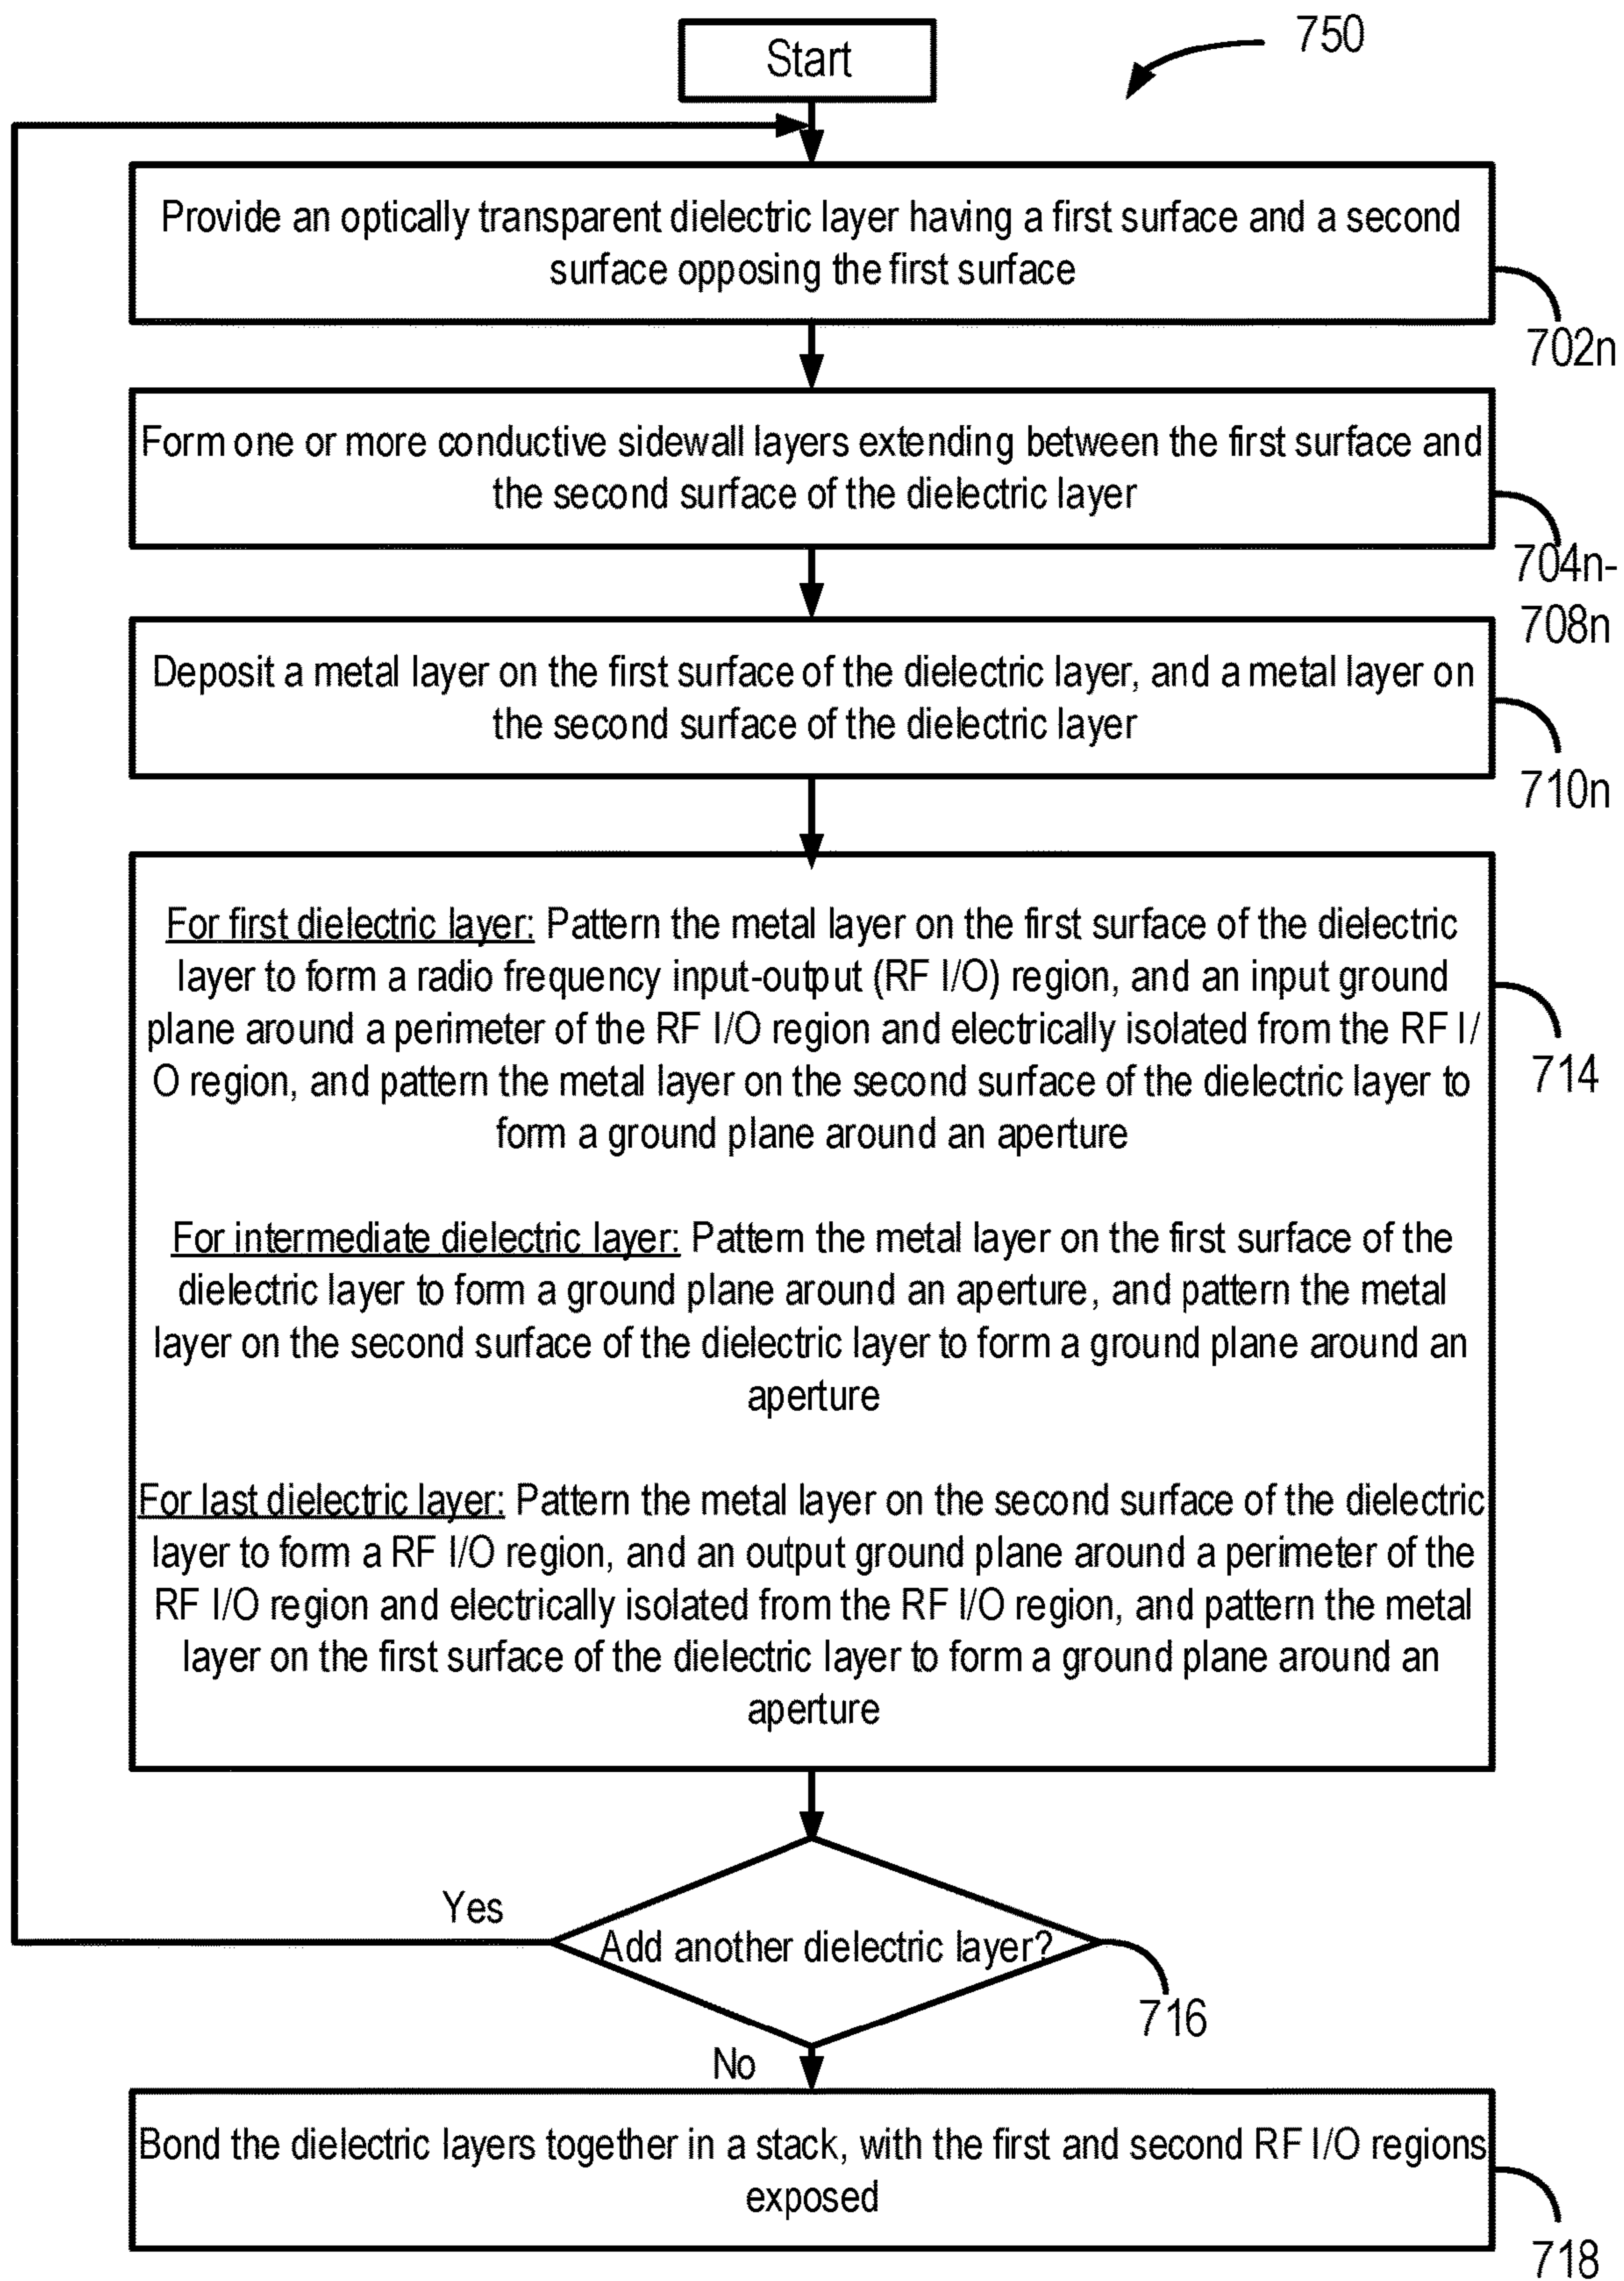 Start
750
Provide an optically transparent dielectric layer having a first surface and a second
surface opposing the first surface
702n
Form one or more conductive sidewall layers extending between the first surface and
the second surface of the dielectric layer
704n-
708n
Deposit a metal layer on the first surface of the dielectric layer, and a metal layer on
the second surface of the dielectric layer
710n
For first dielectric layer: Pattern the metal layer on the first surface of the dielectric
layer to form a radio frequency input-output (RF I/O) region, and an input ground
plane around a perimeter of the RF I/O region and electrically isolated from the RF I/
O region, and pattern the metal layer on the second surface of the dielectric layer to
form a ground plane around an aperture
714
For intermediate dielectric layer: Pattern the metal layer on the first surface of the
dielectric layer to form a ground plane around an aperture, and pattern the metal
layer on the second surface of the dielectric layer to form a ground plane around an
aperture
For last dielectric layer: Pattern the metal layer on the second surface of the dielectric
layer to form a RF I/O region, and an output ground plane around a perimeter of the
RF I/O region and electrically isolated from the RF I/O region, and pattern the metal
layer on the first surface of the dielectric layer to form a ground plane around an
aperture
Yes
Add another dielectric layer?
716
No
Bond the dielectric layers together in a stack, with the first and second RF I/O regions
exposed
718